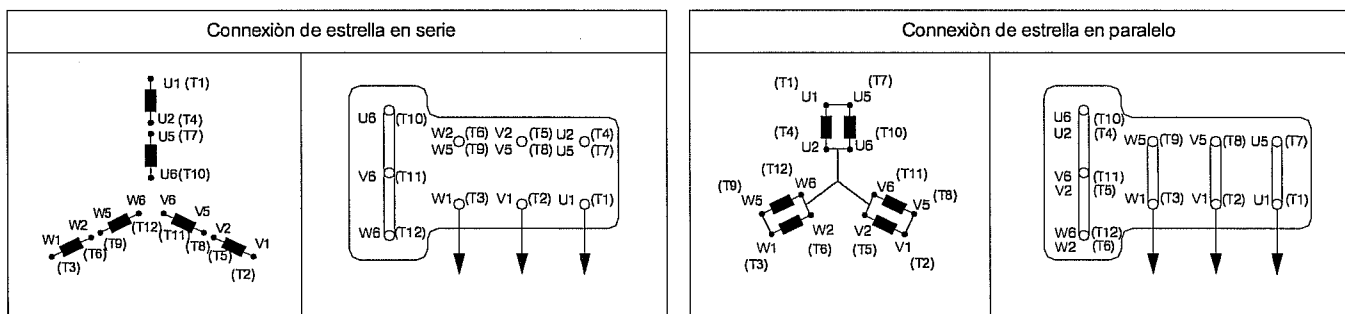 Connexiòn de estrella en serie
U1 (T1)
U2 (T4)
U5 (T7)
U6(T10)
W6 V6
W5 (T12) (T11) V5
W2 (T9) (T8) V2
W1 (T6) (T5) V1
(T3) (T2)
U6 (T10)
W2 (T6) V2 (T5) U2 (T4)
W5 (T9) V5 (T8) U5 (T7)
V6 (T11)
W1 (T3) V1 (T2) U1 (T1)
W6 (T12)
Connexiòn de estrella en paralelo
(T1) (T7)
U1 U5
(T4) (T10)
U2 U6
(T12) (T11)
(T9) W6 V6 (T8)
W5 V5
W1 W2 V2 V1
(T3) (T6) (T5) (T2)
U6 (T10)
U2 (T4)
W5 (T9) V5 (T8) U5 (T7)
V6 (T11)
V2 (T5)
W1 (T3) V1 (T2) U1 (T1)
W6 (T12)
W2 (T6)